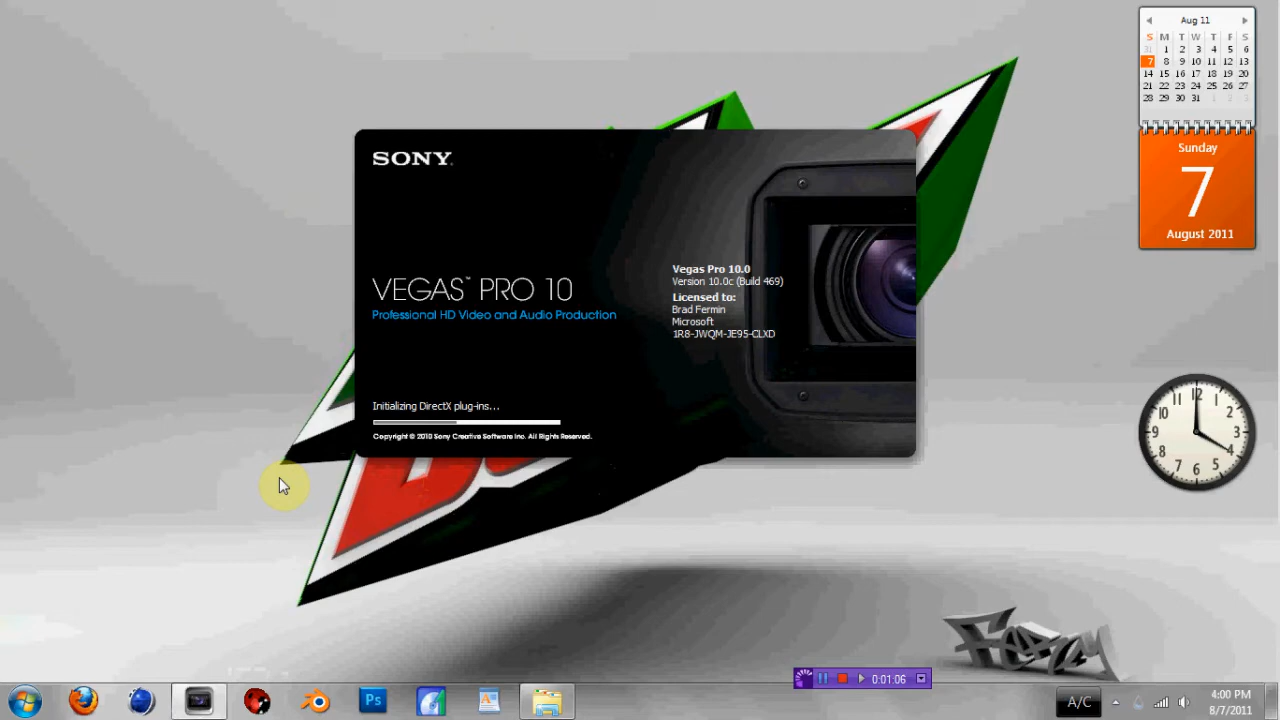 SONY.
VEGAS™ PRO 10
Professional HD Video and Audio Production
Vegas Pro 10.0
Version 10.0c (Build 469)
Licensed to:
Brad Fermin
Microsoft
1R8-JWQM-JE95-CLXD
Initializing DirectX plug-ins...
Copyright © 2010 Sony Creative Software Inc. All Rights Reserved.
Aug 11
S M T W T F S
31 1 2 3 4 5 6
7 8 9 10 11 12 13
14 15 16 17 18 19 20
21 22 23 24 25 26 27
28 29 30 31 1 2 3
Sunday
7
August 2011
12 1 2 3 4 5 6 7 8 9 10 11
Ps
0:01:06
A/C
4:00 PM
8/7/2011